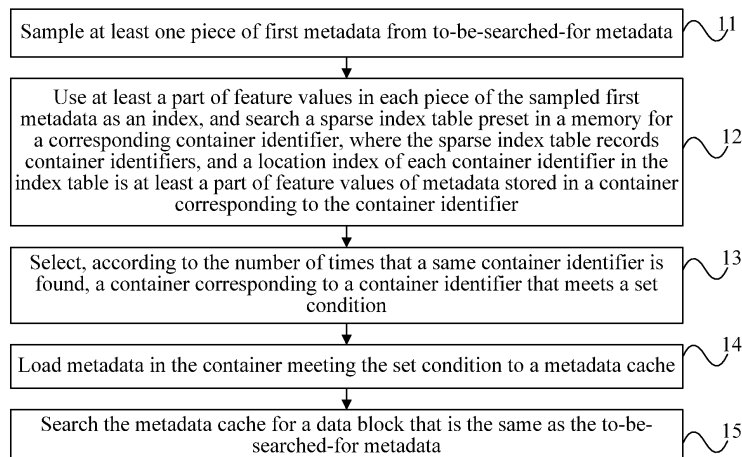 Sample at least one piece of first metadata from to-be-searched-for metadata
11
Use at least a part of feature values in each piece of the sampled first
metadata as an index, and search a sparse index table preset in a memory for
a corresponding container identifier, where the sparse index table records
container identifiers, and a location index of each container identifier in the
index table is at least a part of feature values of metadata stored in a container
corresponding to the container identifier
12
Select, according to the number of times that a same container identifier is
found, a container corresponding to a container identifier that meets a set
condition
13
Load metadata in the container meeting the set condition to a metadata cache
14
Search the metadata cache for a data block that is the same as the to-be-
searched-for metadata
15